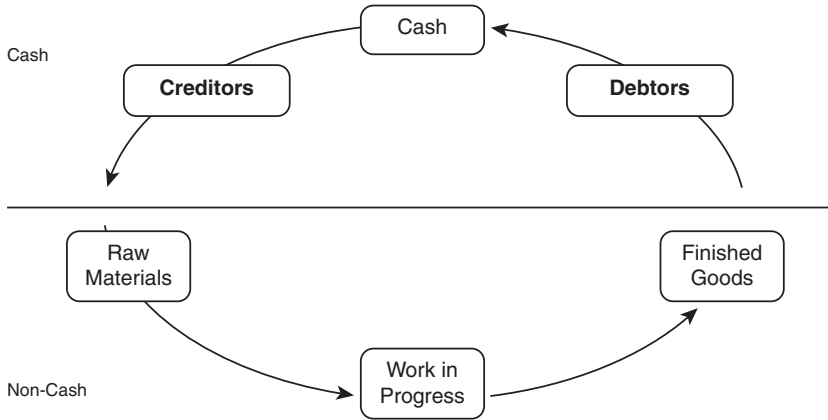 Cash
Cash
Creditors
Debtors
Raw
Materials
Finished
Goods
Work in
Progress
Non-Cash